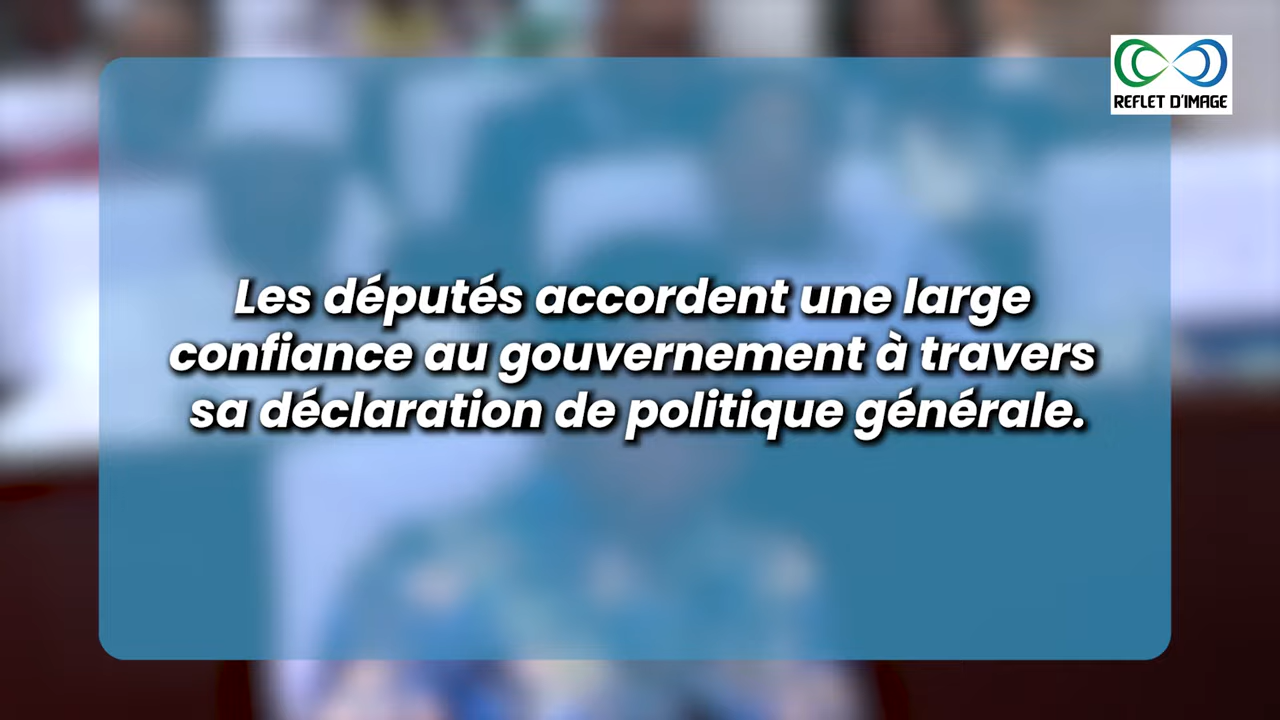 REFLET D'IMAGE
Les députés accordent une large
confiance au gouvernement à travers
sa déclaration de politique générale.